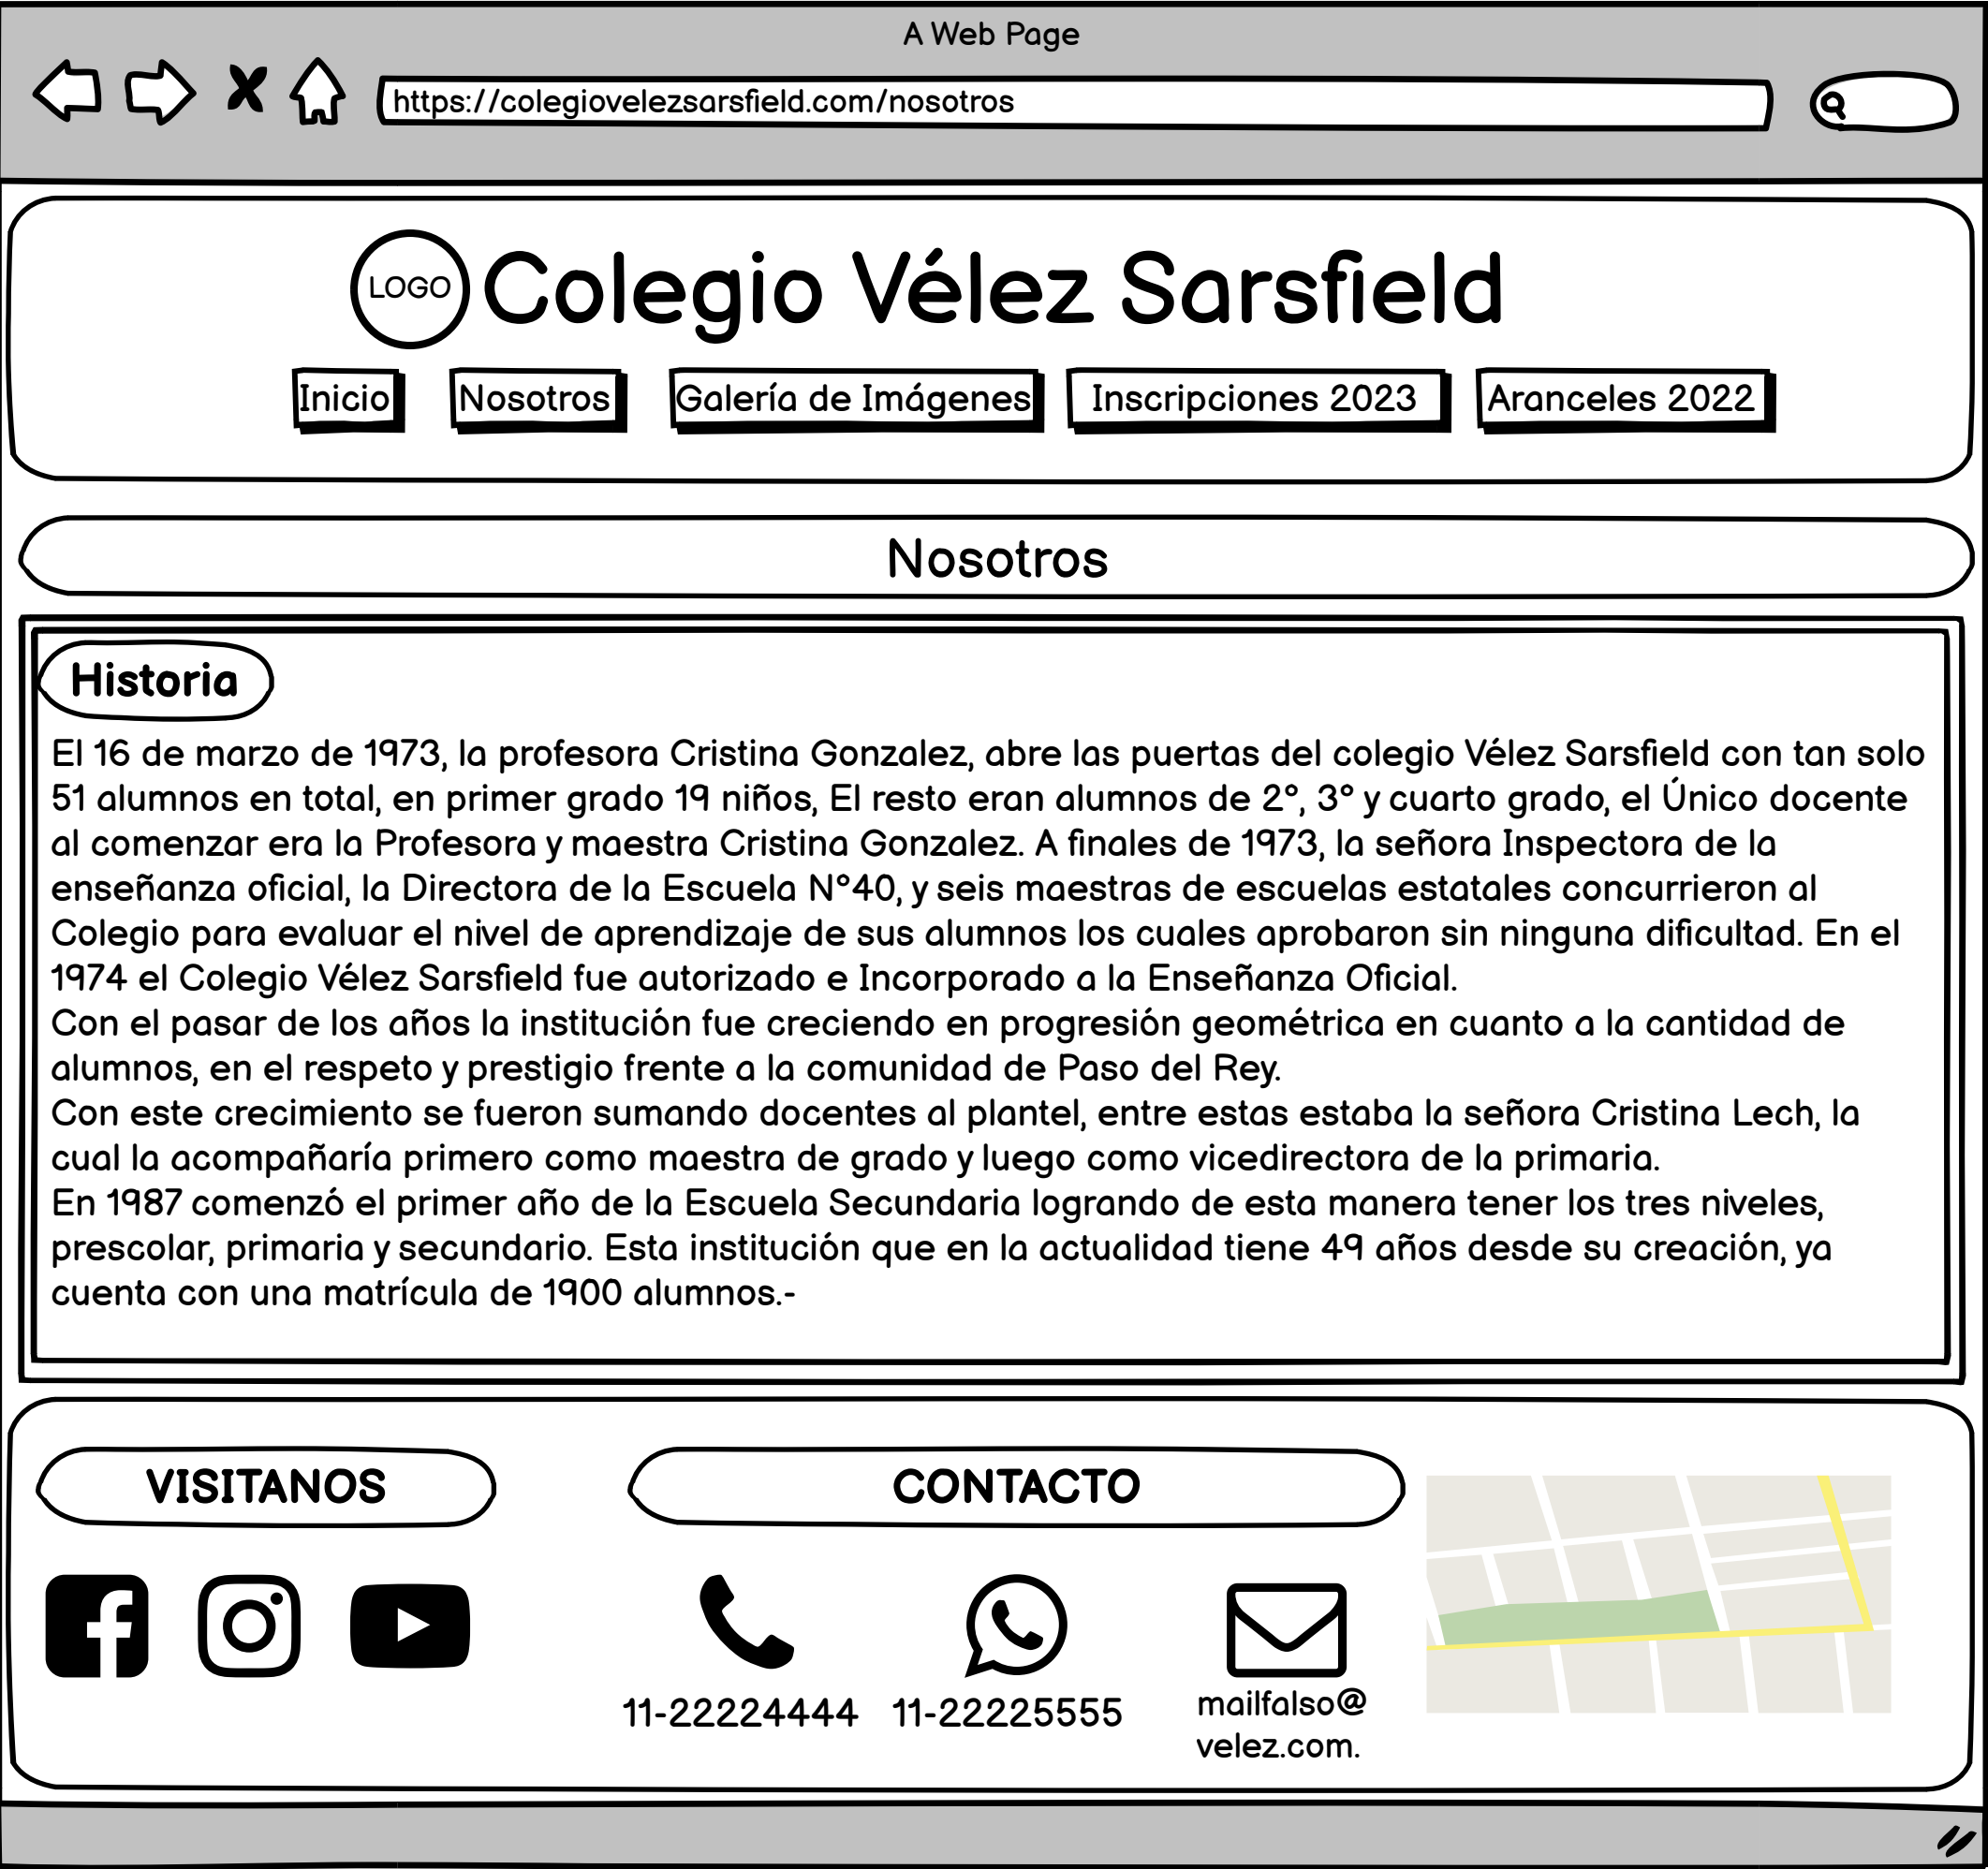 A Web Page
https://colegiovelezsarsfield.com/nosotros
LOGO
Colegio Vélez Sarsfield
Inicio
Nosotros
Galería de Imágenes
Inscripciones 2023
Aranceles 2022
Nosotros
Historia
El 16 de marzo de 1973, la profesora Cristina Gonzalez, abre las puertas del colegio Vélez Sarsfield con tan solo
51 alumnos en total, en primer grado 19 niños, El resto eran alumnos de 2°, 3° y cuarto grado, el Único docente
al comenzar era la Profesora y maestra Cristina Gonzalez. A finales de 1973, la señora Inspectora de la
enseñanza oficial, la Directora de la Escuela N°40, y seis maestras de escuelas estatales concurrieron al
Colegio para evaluar el nivel de aprendizaje de sus alumnos los cuales aprobaron sin ninguna dificultad. En el
1974 el Colegio Vélez Sarsfield fue autorizado e Incorporado a la Enseñanza Oficial.
Con el pasar de los años la institución fue creciendo en progresión geométrica en cuanto a la cantidad de
alumnos, en el respeto y prestigio frente a la comunidad de Paso del Rey.
Con este crecimiento se fueron sumando docentes al plantel, entre estas estaba la señora Cristina Lech, la
cual la acompañaría primero como maestra de grado y luego como vicedirectora de la primaria.
En 1987 comenzó el primer año de la Escuela Secundaria logrando de esta manera tener los tres niveles,
prescolar, primaria y secundario. Esta institución que en la actualidad tiene 49 años desde su creación, ya
cuenta con una matrícula de 1900 alumnos.-
VISITANOS
CONTACTO
11-22224444
11-22225555
mailfalso@
velez.com.